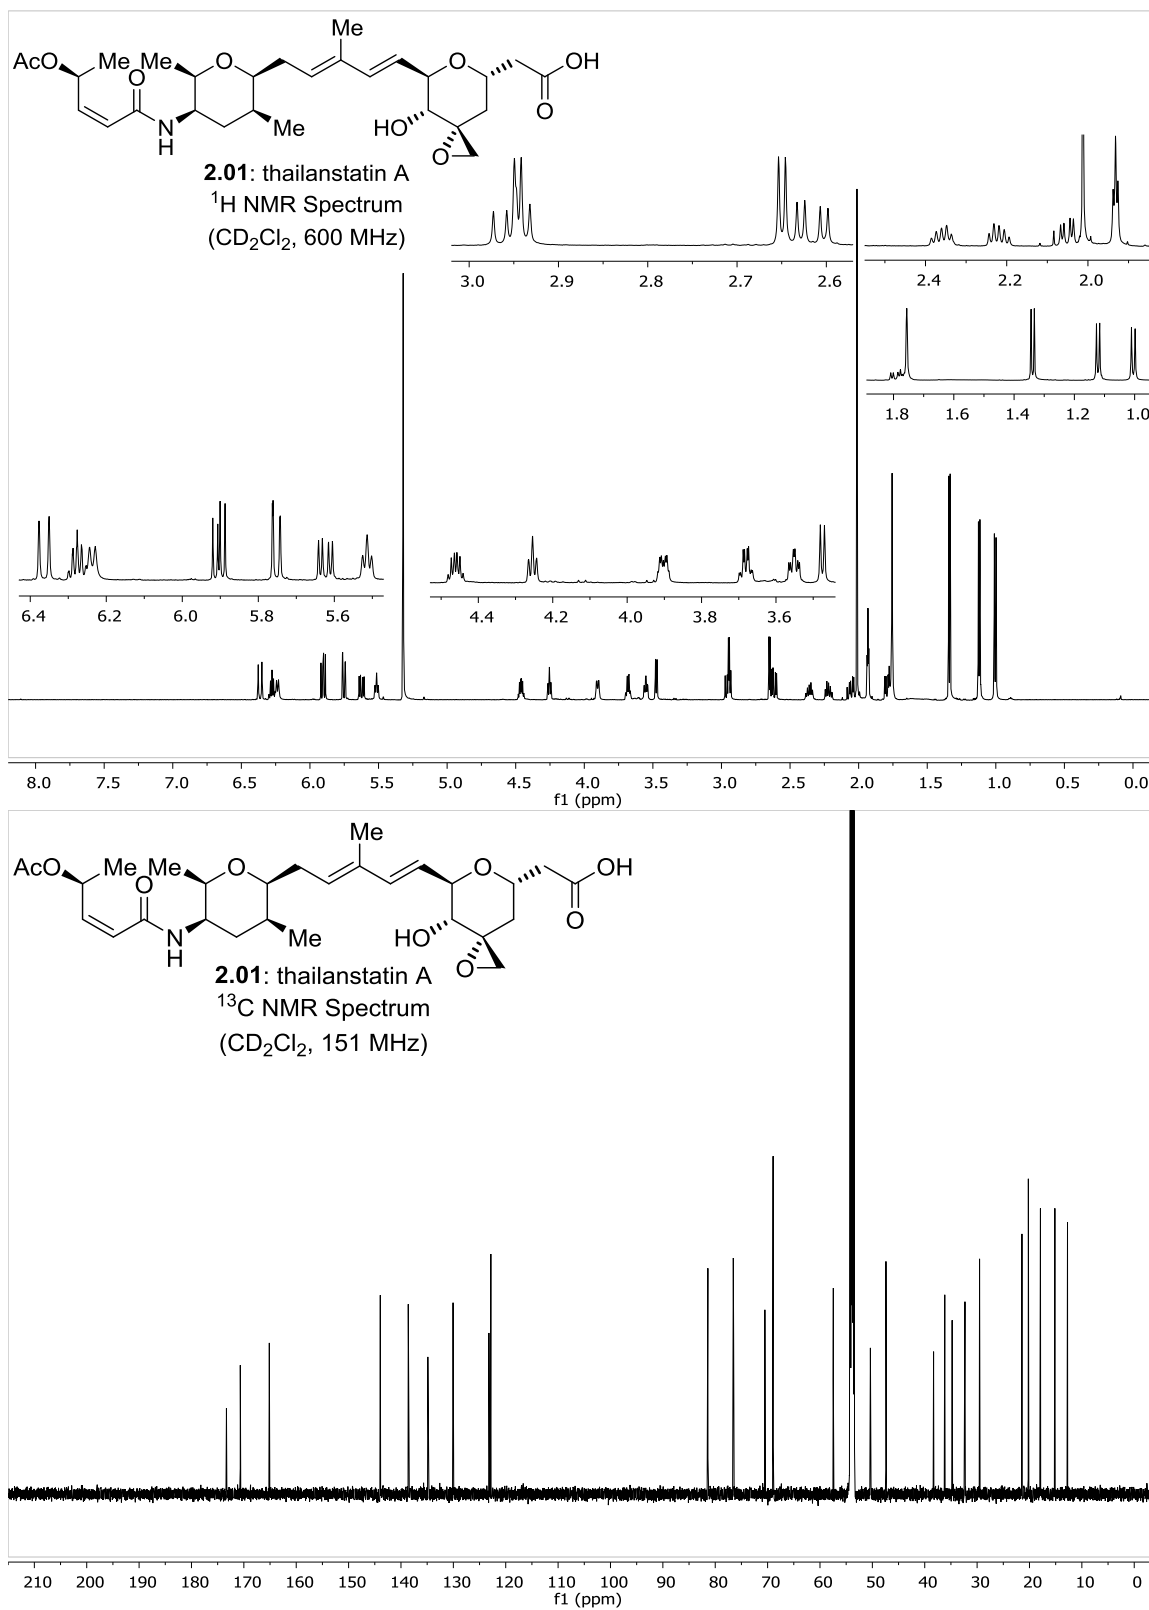 Me
AcO Me Me O O OH
O O
N HO Me
H O
2.01: thailanstatin A
¹H NMR Spectrum
(CD₂Cl₂, 600 MHz)
3.0 2.9 2.8 2.7 2.6
2.4 2.2 2.0
1.8 1.6 1.4 1.2 1.0
6.4 6.2 6.0 5.8 5.6
4.4 4.2 4.0 3.8 3.6
8.0 7.5 7.0 6.5 6.0 5.5 5.0 4.5 4.0 3.5 3.0 2.5 2.0 1.5 1.0 0.5 0.0
f1 (ppm)
Me
AcO Me Me O O OH
O O
N HO Me
H O
2.01: thailanstatin A
¹³C NMR Spectrum
(CD₂Cl₂, 151 MHz)
210 200 190 180 170 160 150 140 130 120 110 100 90 80 70 60 50 40 30 20 10 0
f1 (ppm)